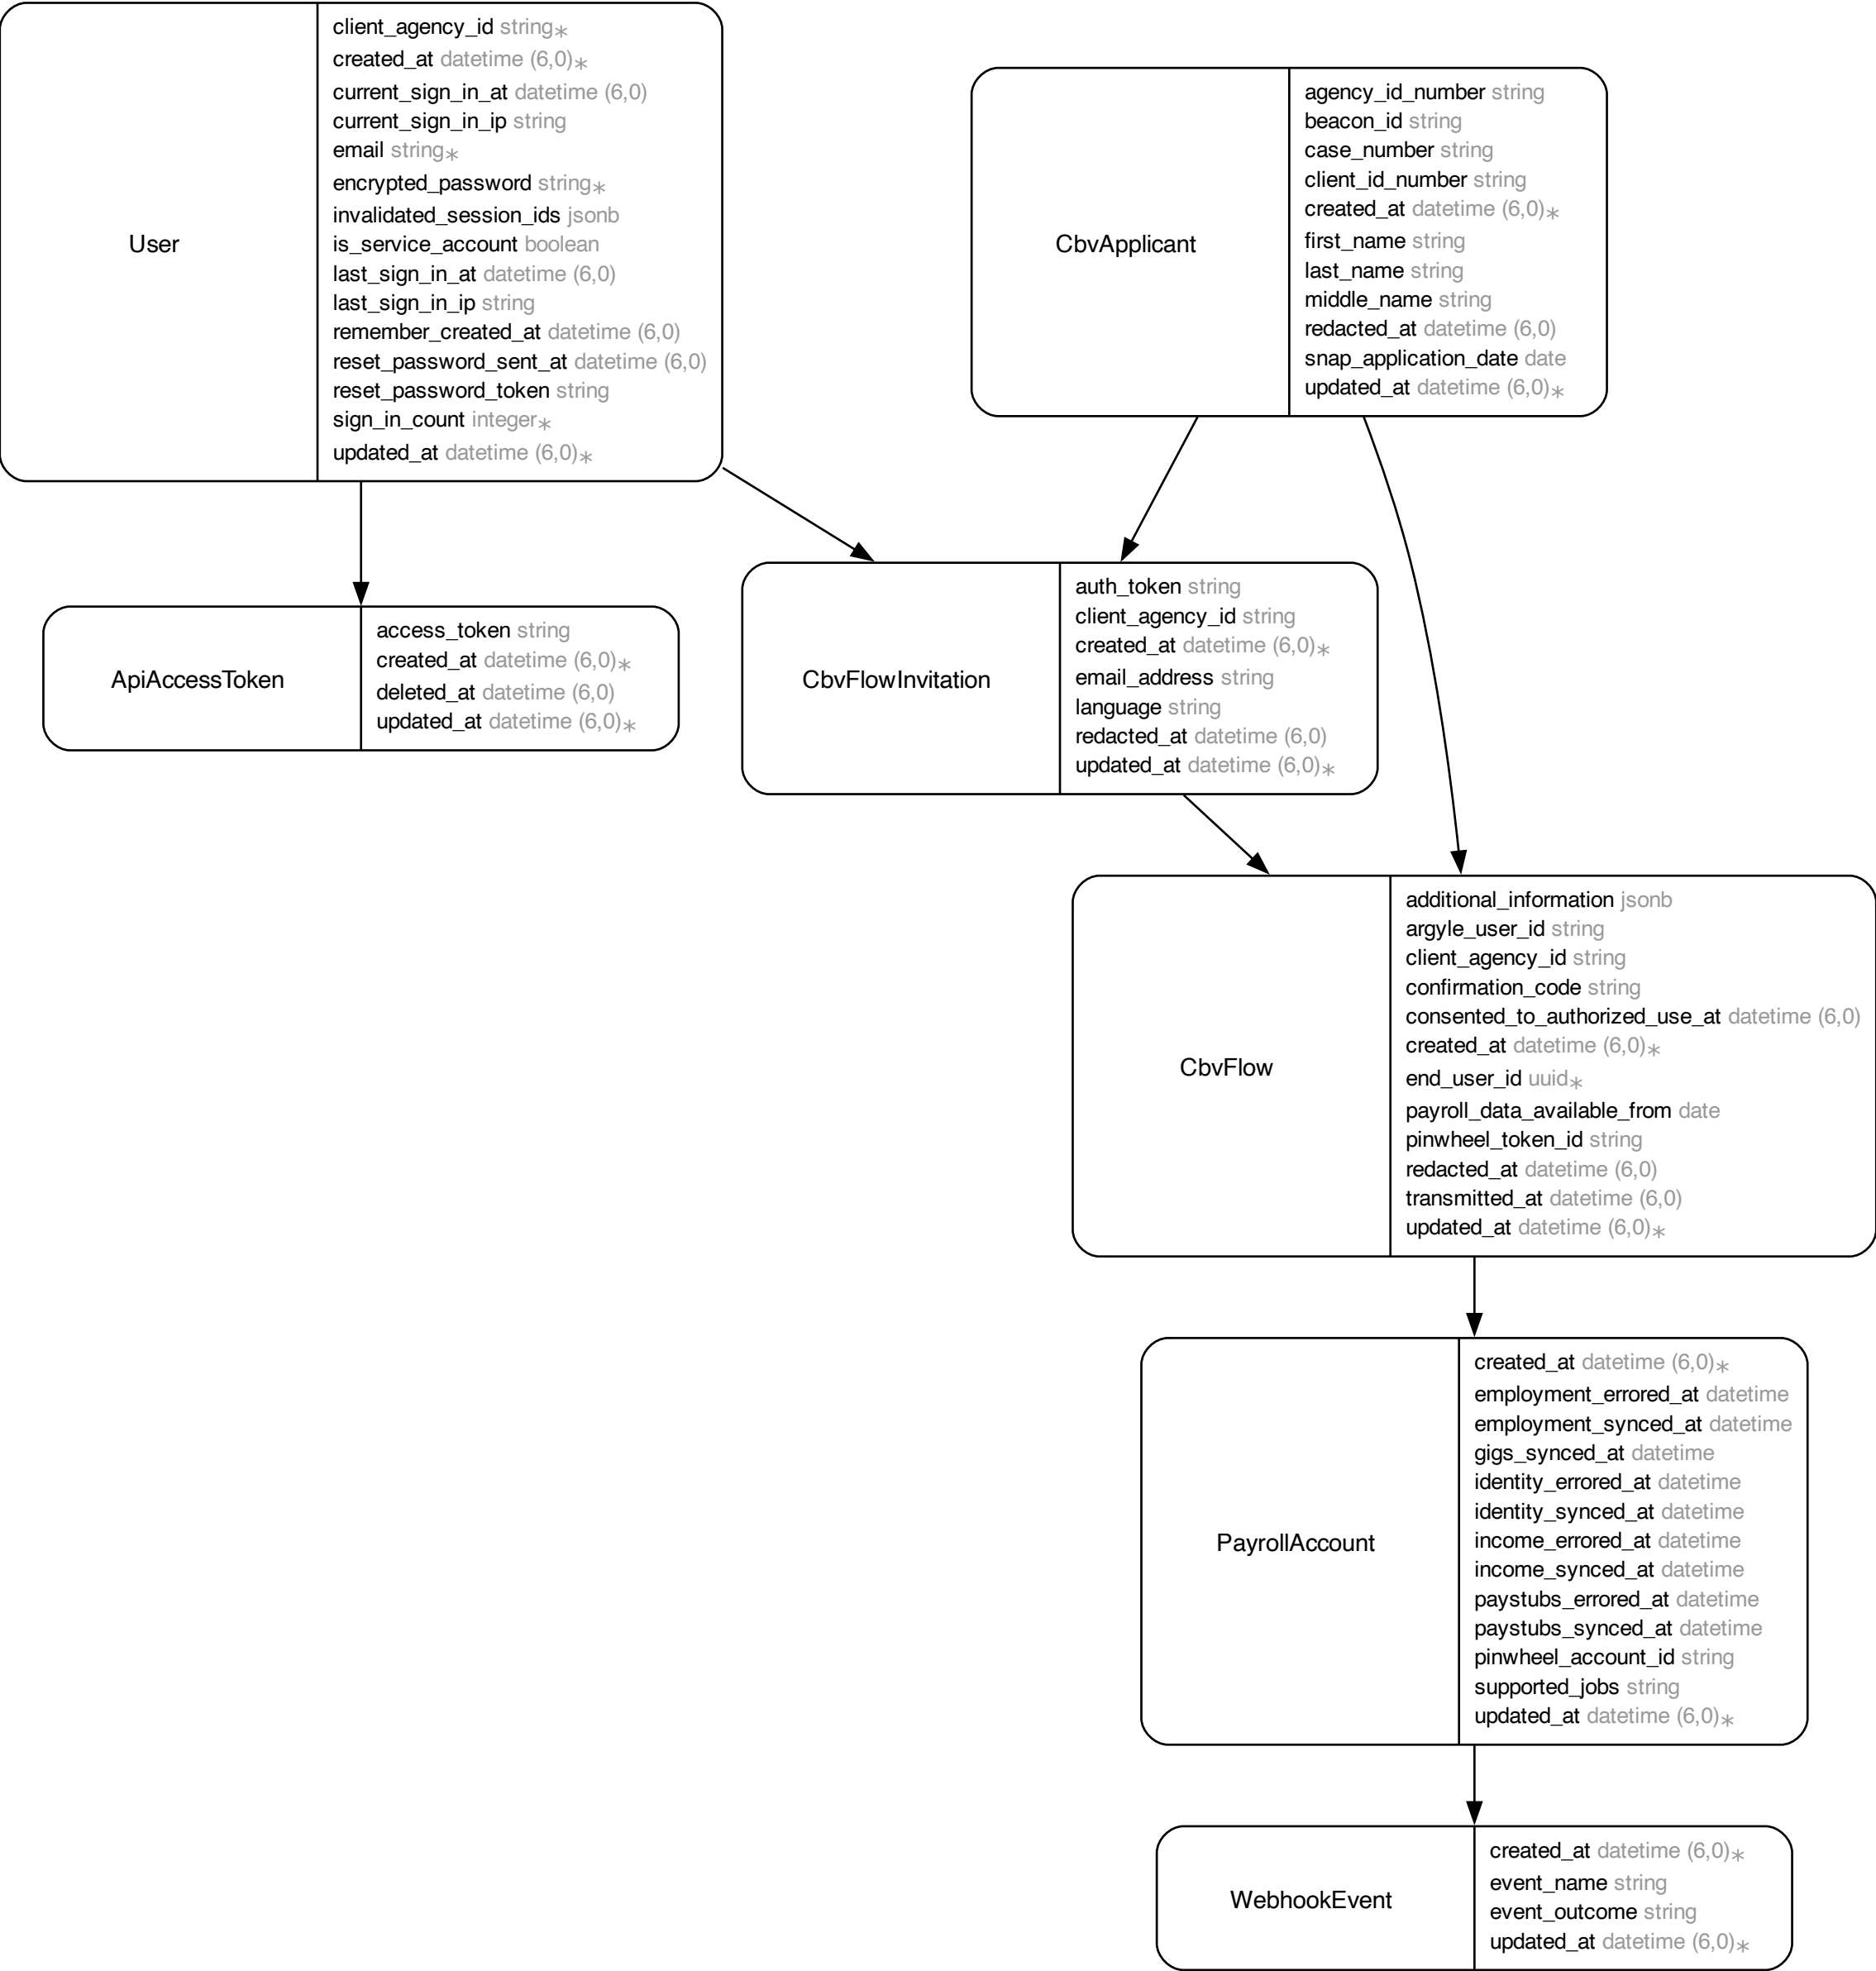 User
client_agency_id string*
created_at datetime (6,0)*
current_sign_in_at datetime (6,0)
current_sign_in_ip string
email string*
encrypted_password string*
invalidated_session_ids jsonb
is_service_account boolean
last_sign_in_at datetime (6,0)
last_sign_in_ip string
remember_created_at datetime (6,0)
reset_password_sent_at datetime (6,0)
reset_password_token string
sign_in_count integer*
updated_at datetime (6,0)*
CbvApplicant
agency_id_number string
beacon_id string
case_number string
client_id_number string
created_at datetime (6,0)*
first_name string
last_name string
middle_name string
redacted_at datetime (6,0)
snap_application_date date
updated_at datetime (6,0)*
ApiAccessToken
access_token string
created_at datetime (6,0)*
deleted_at datetime (6,0)
updated_at datetime (6,0)*
CbvFlowInvitation
auth_token string
client_agency_id string
created_at datetime (6,0)*
email_address string
language string
redacted_at datetime (6,0)
updated_at datetime (6,0)*
CbvFlow
additional_information jsonb
argyle_user_id string
client_agency_id string
confirmation_code string
consented_to_authorized_use_at datetime (6,0)
created_at datetime (6,0)*
end_user_id uuid*
payroll_data_available_from date
pinwheel_token_id string
redacted_at datetime (6,0)
transmitted_at datetime (6,0)
updated_at datetime (6,0)*
PayrollAccount
created_at datetime (6,0)*
employment_errored_at datetime
employment_synced_at datetime
gigs_synced_at datetime
identity_errored_at datetime
identity_synced_at datetime
income_errored_at datetime
income_synced_at datetime
paystubs_errored_at datetime
paystubs_synced_at datetime
pinwheel_account_id string
supported_jobs string
updated_at datetime (6,0)*
WebhookEvent
created_at datetime (6,0)*
event_name string
event_outcome string
updated_at datetime (6,0)*